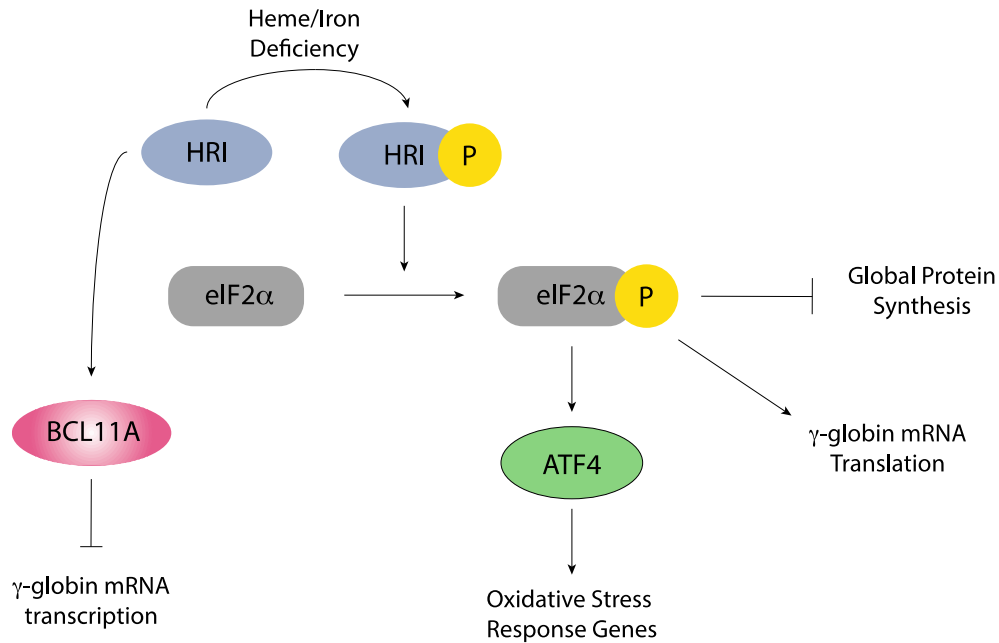 Heme/Iron
Deficiency
HRI
HRI
P
eIF2α
eIF2α
P
Global Protein
Synthesis
BCL11A
ATF4
γ-globin mRNA
Translation
γ-globin mRNA
transcription
Oxidative Stress
Response Genes